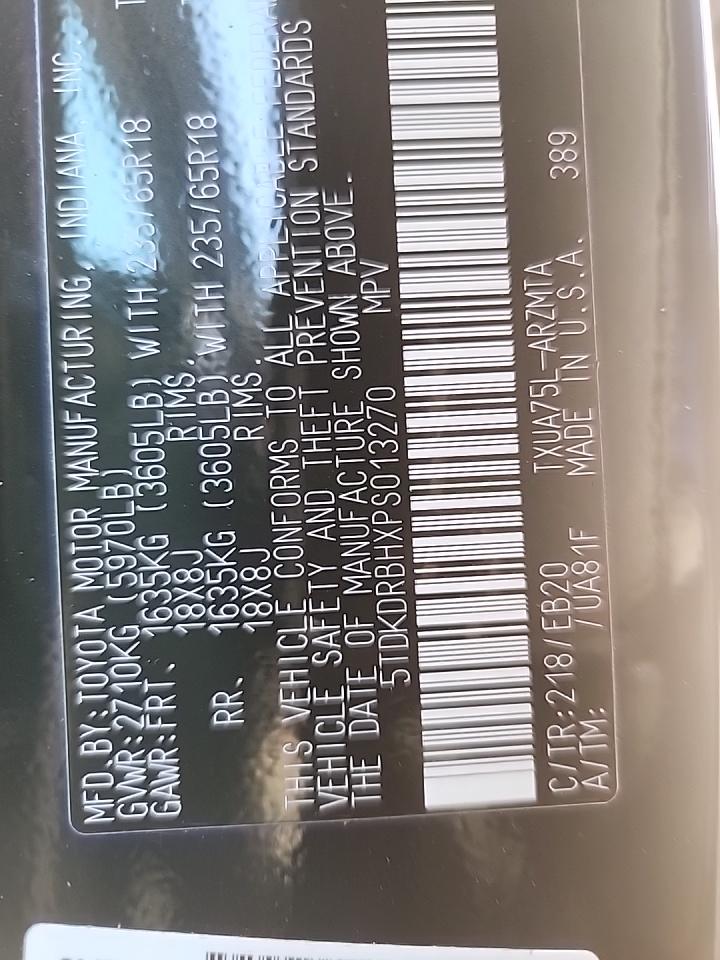 MFD.BY:TOYOTA MOTOR MANUFACTURING, INDIANA, INC.
GVWR:2710KG (5970LB)
GAWR:FRT. 1635KG (3605LB) WITH 235/65R18
18X8J RIMS.
RR. 1635KG (3605LB) WITH 235/65R18
18X8J RIMS.
THIS VEHICLE CONFORMS TO ALL APPLICABLE FEDERAL
VEHICLE SAFETY AND THEFT PREVENTION STANDARDS
THE DATE OF MANUFACTURE SHOWN ABOVE.
5TDKDRBHXPS013270 MPV
C/TR:218/EB20 TXUA75L-ARZMTA
A/TM: /UA81F MADE IN U.S.A. 389